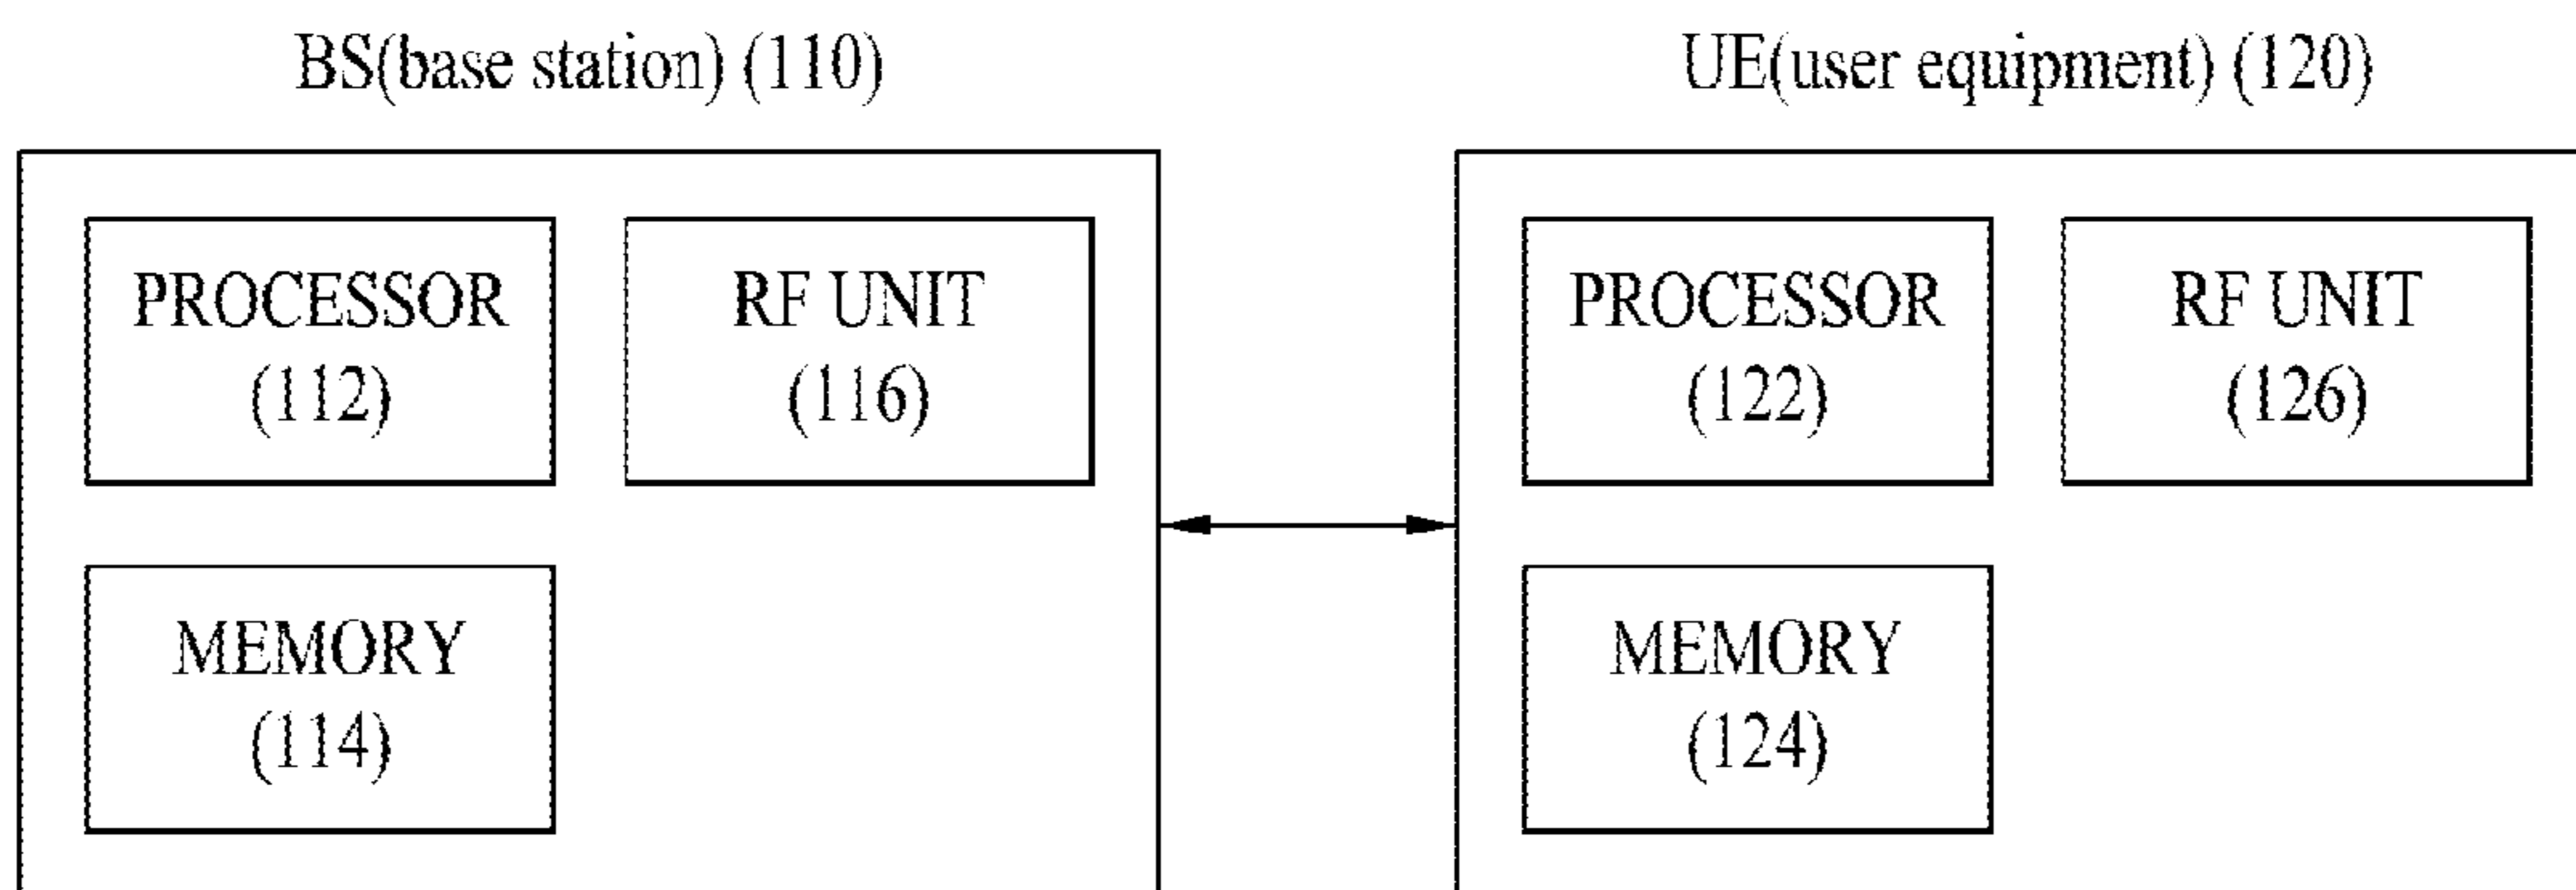 BS(base station) (110)
UE(user equipment) (120)
PROCESSOR
(112)
RF UNIT
(116)
MEMORY
(114)
PROCESSOR
(122)
RF UNIT
(126)
MEMORY
(124)